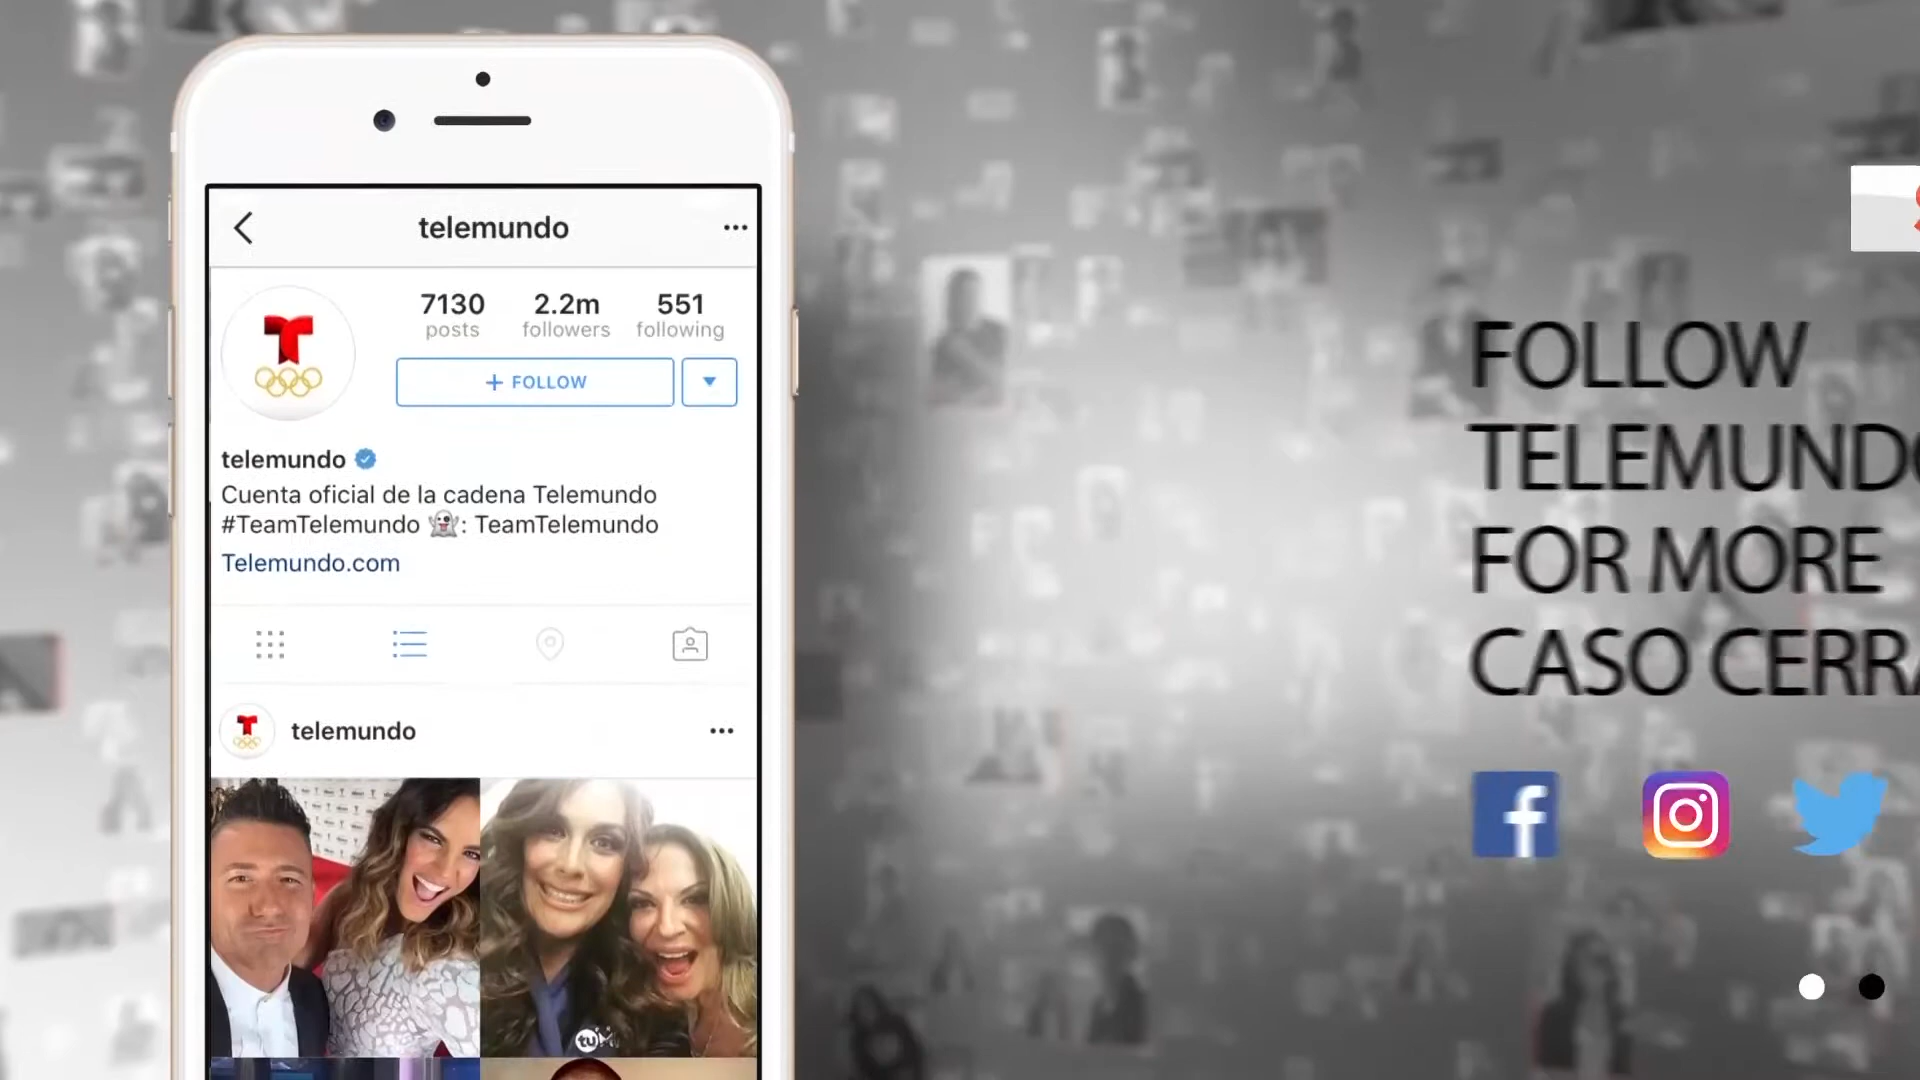 telemundo
7130 2.2m 551
posts followers following
+ FOLLOW
telemundo
Cuenta oficial de la cadena Telemundo
#TeamTelemundo 👻: TeamTelemundo
Telemundo.com
telemundo
FOLLOW
TELEMUNDO
FOR MORE
CASO CERRA